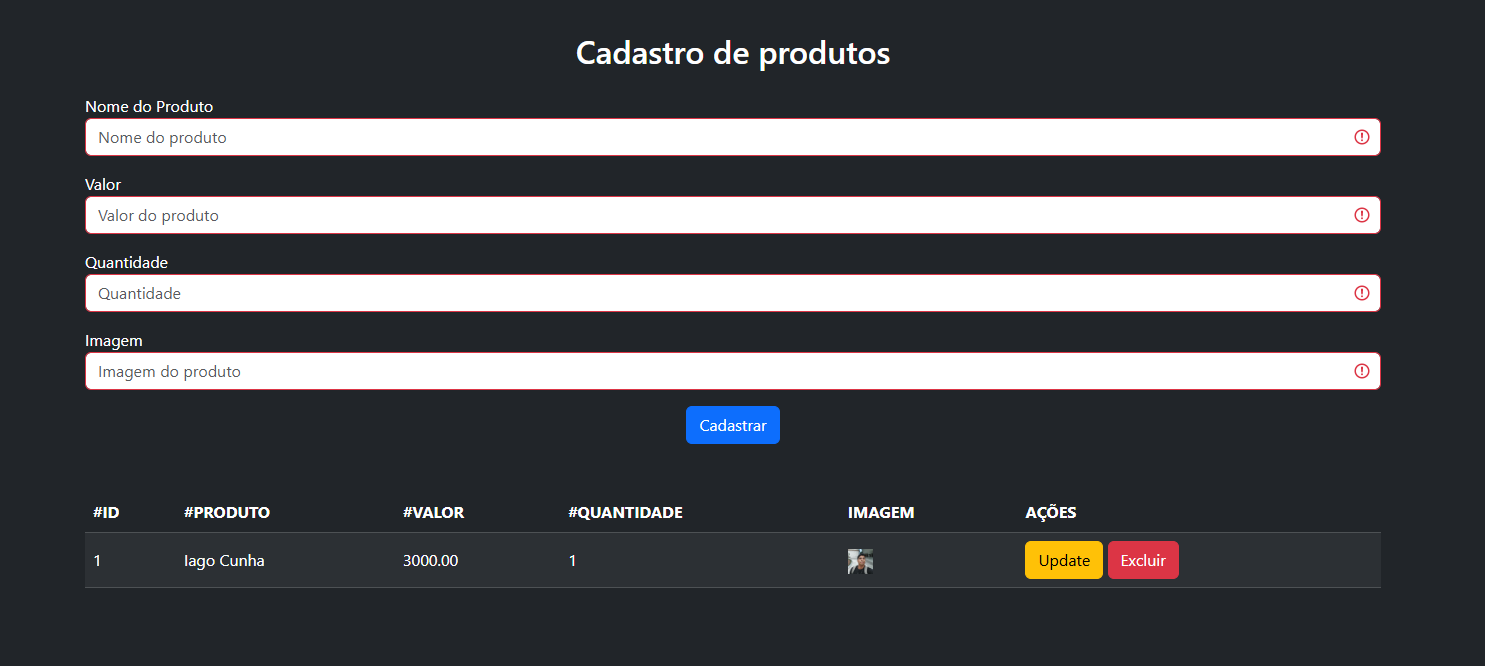 Cadastro de produtos
Nome do Produto
Nome do produto
Valor
Valor do produto
Quantidade
Quantidade
Imagem
Imagem do produto
Cadastrar
#ID #PRODUTO #VALOR #QUANTIDADE IMAGEM AÇÕES
1 Iago Cunha 3000.00 1 Update Excluir